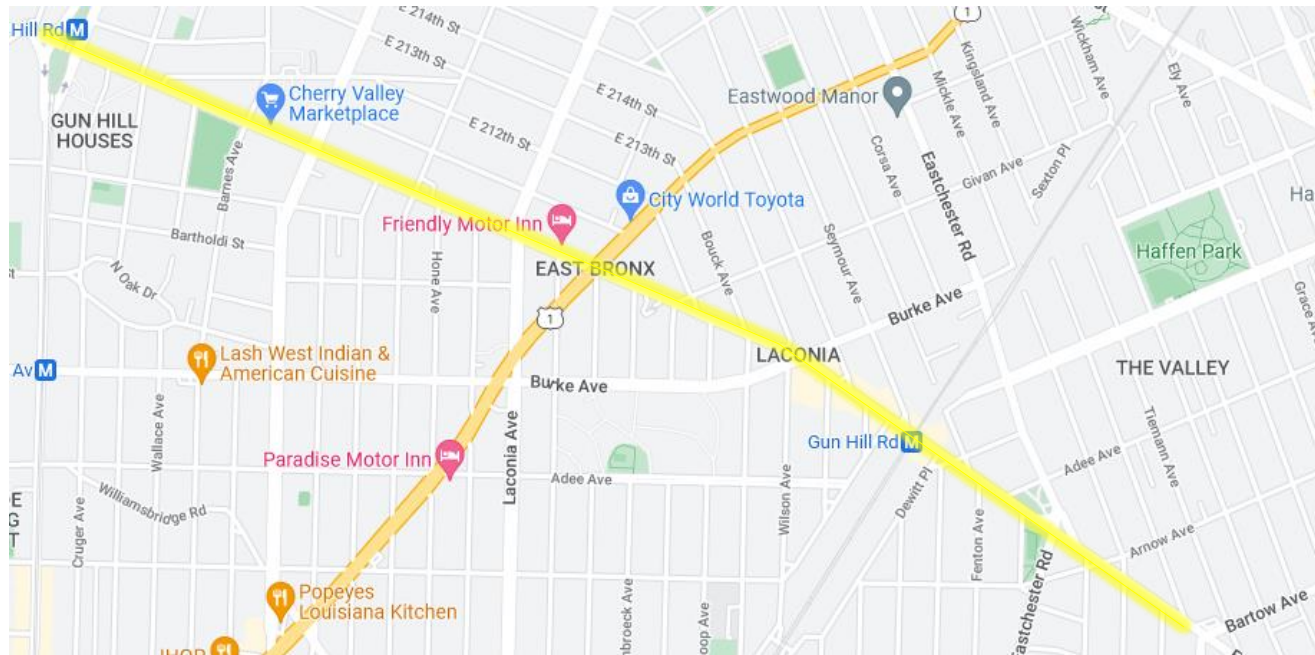 E 214th St
1
Hill Rd M
E 213th St
Wickham Ave
Kingsland Ave
Ely Ave
Mickle Ave
Cherry Valley
Marketplace
E 214th St
Eastwood Manor
GUN HILL
HOUSES
E 212th St
E 213th St
Corsa Ave
Eastchester Rd
Givan Ave
Sexton Pl
Barnes Ave
City World Toyota
Friendly Motor Inn
Bartholdi St
Bouck Ave
Seymour Ave
Haffen Park
Hone Ave
EAST BRONX
N Oak Dr
1
Burke Ave
Grace Ave
LACONIA
THE VALLEY
Lash West Indian &
American Cuisine
Av M
Burke Ave
Wallace Ave
Laconia Ave
Tiemann Ave
Gun Hill Rd M
Paradise Motor Inn
Adee Ave
Adee Ave
Wilson Ave
Dewitt Pl
Williamsbridge Rd
Cruger Ave
Fenton Ave
Arnow Ave
Eastchester Rd
Popeyes
Louisiana Kitchen
Bartow Ave
IHOP